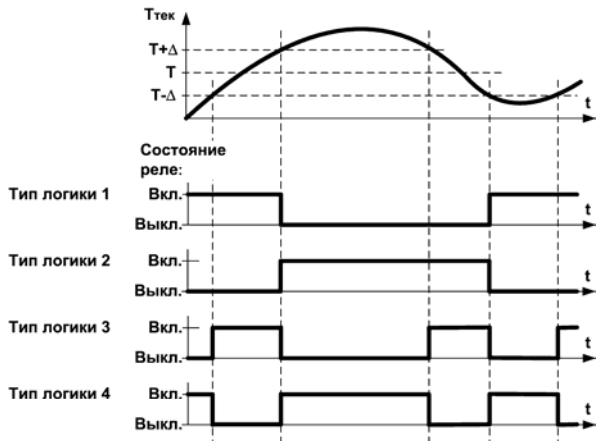 Tтек
T+Δ
T
T-Δ
t
Состояние
реле:
Тип логики 1
Вкл.
Выкл.
t
Тип логики 2
Вкл.
Выкл.
t
Тип логики 3
Вкл.
Выкл.
t
Тип логики 4
Вкл.
Выкл.
t